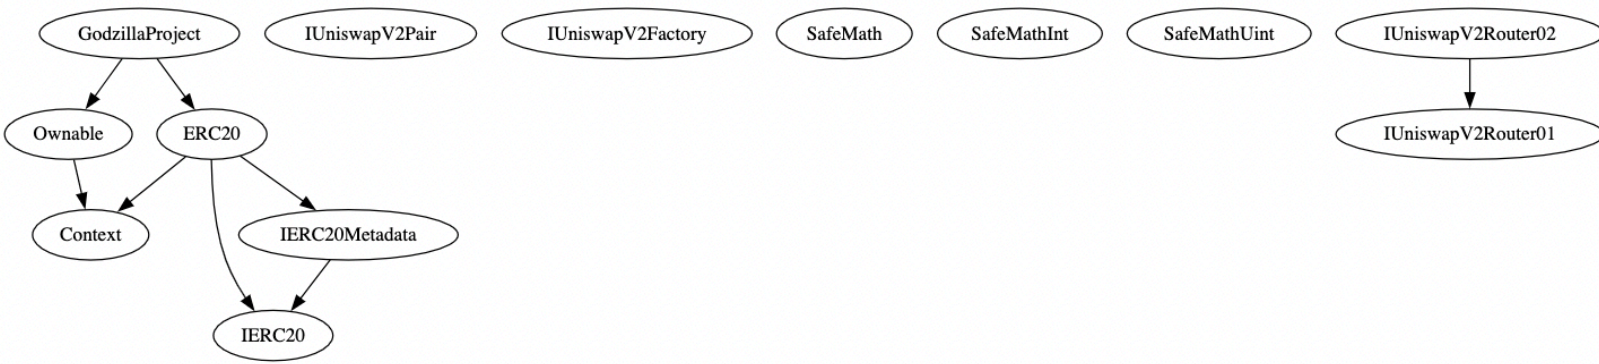 GodzillaProject
IUniswapV2Pair
IUniswapV2Factory
SafeMath
SafeMathInt
SafeMathUint
IUniswapV2Router02
Ownable
ERC20
IUniswapV2Router01
Context
IERC20Metadata
IERC20